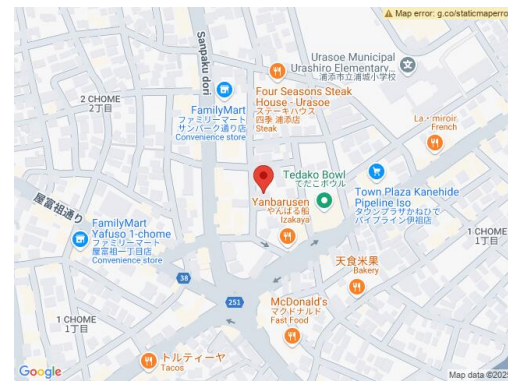 Map error: g.co/staticmaperro
Sanpaku dori
Urasoe Municipal
Urashiro Elementary...
浦添市立浦城小学校
Four Seasons Steak
House - Urasoe
ステーキハウス
四季 浦添店
Steak
2 CHOME
2丁目
FamilyMart
ファミリーマート
サンパーク通り店
Convenience store
La・miroir
French
Tedako Bowl
てだこボウル
Town Plaza Kanehide
Pipeline Iso
タウンプラザかねひで
パイプライン伊祖店
Yanbarusen
やんばる船
Izakaya
屋富祖通り
FamilyMart
Yafuso 1-chome
ファミリーマート
屋富祖一丁目店
Convenience store
1 CHOME
1丁目
天食米果
Bakery
38
251
McDonald's
マクドナルド
Fast Food
1 CHOME
1丁目
トルティーヤ
Tacos
Google
Map data ©202